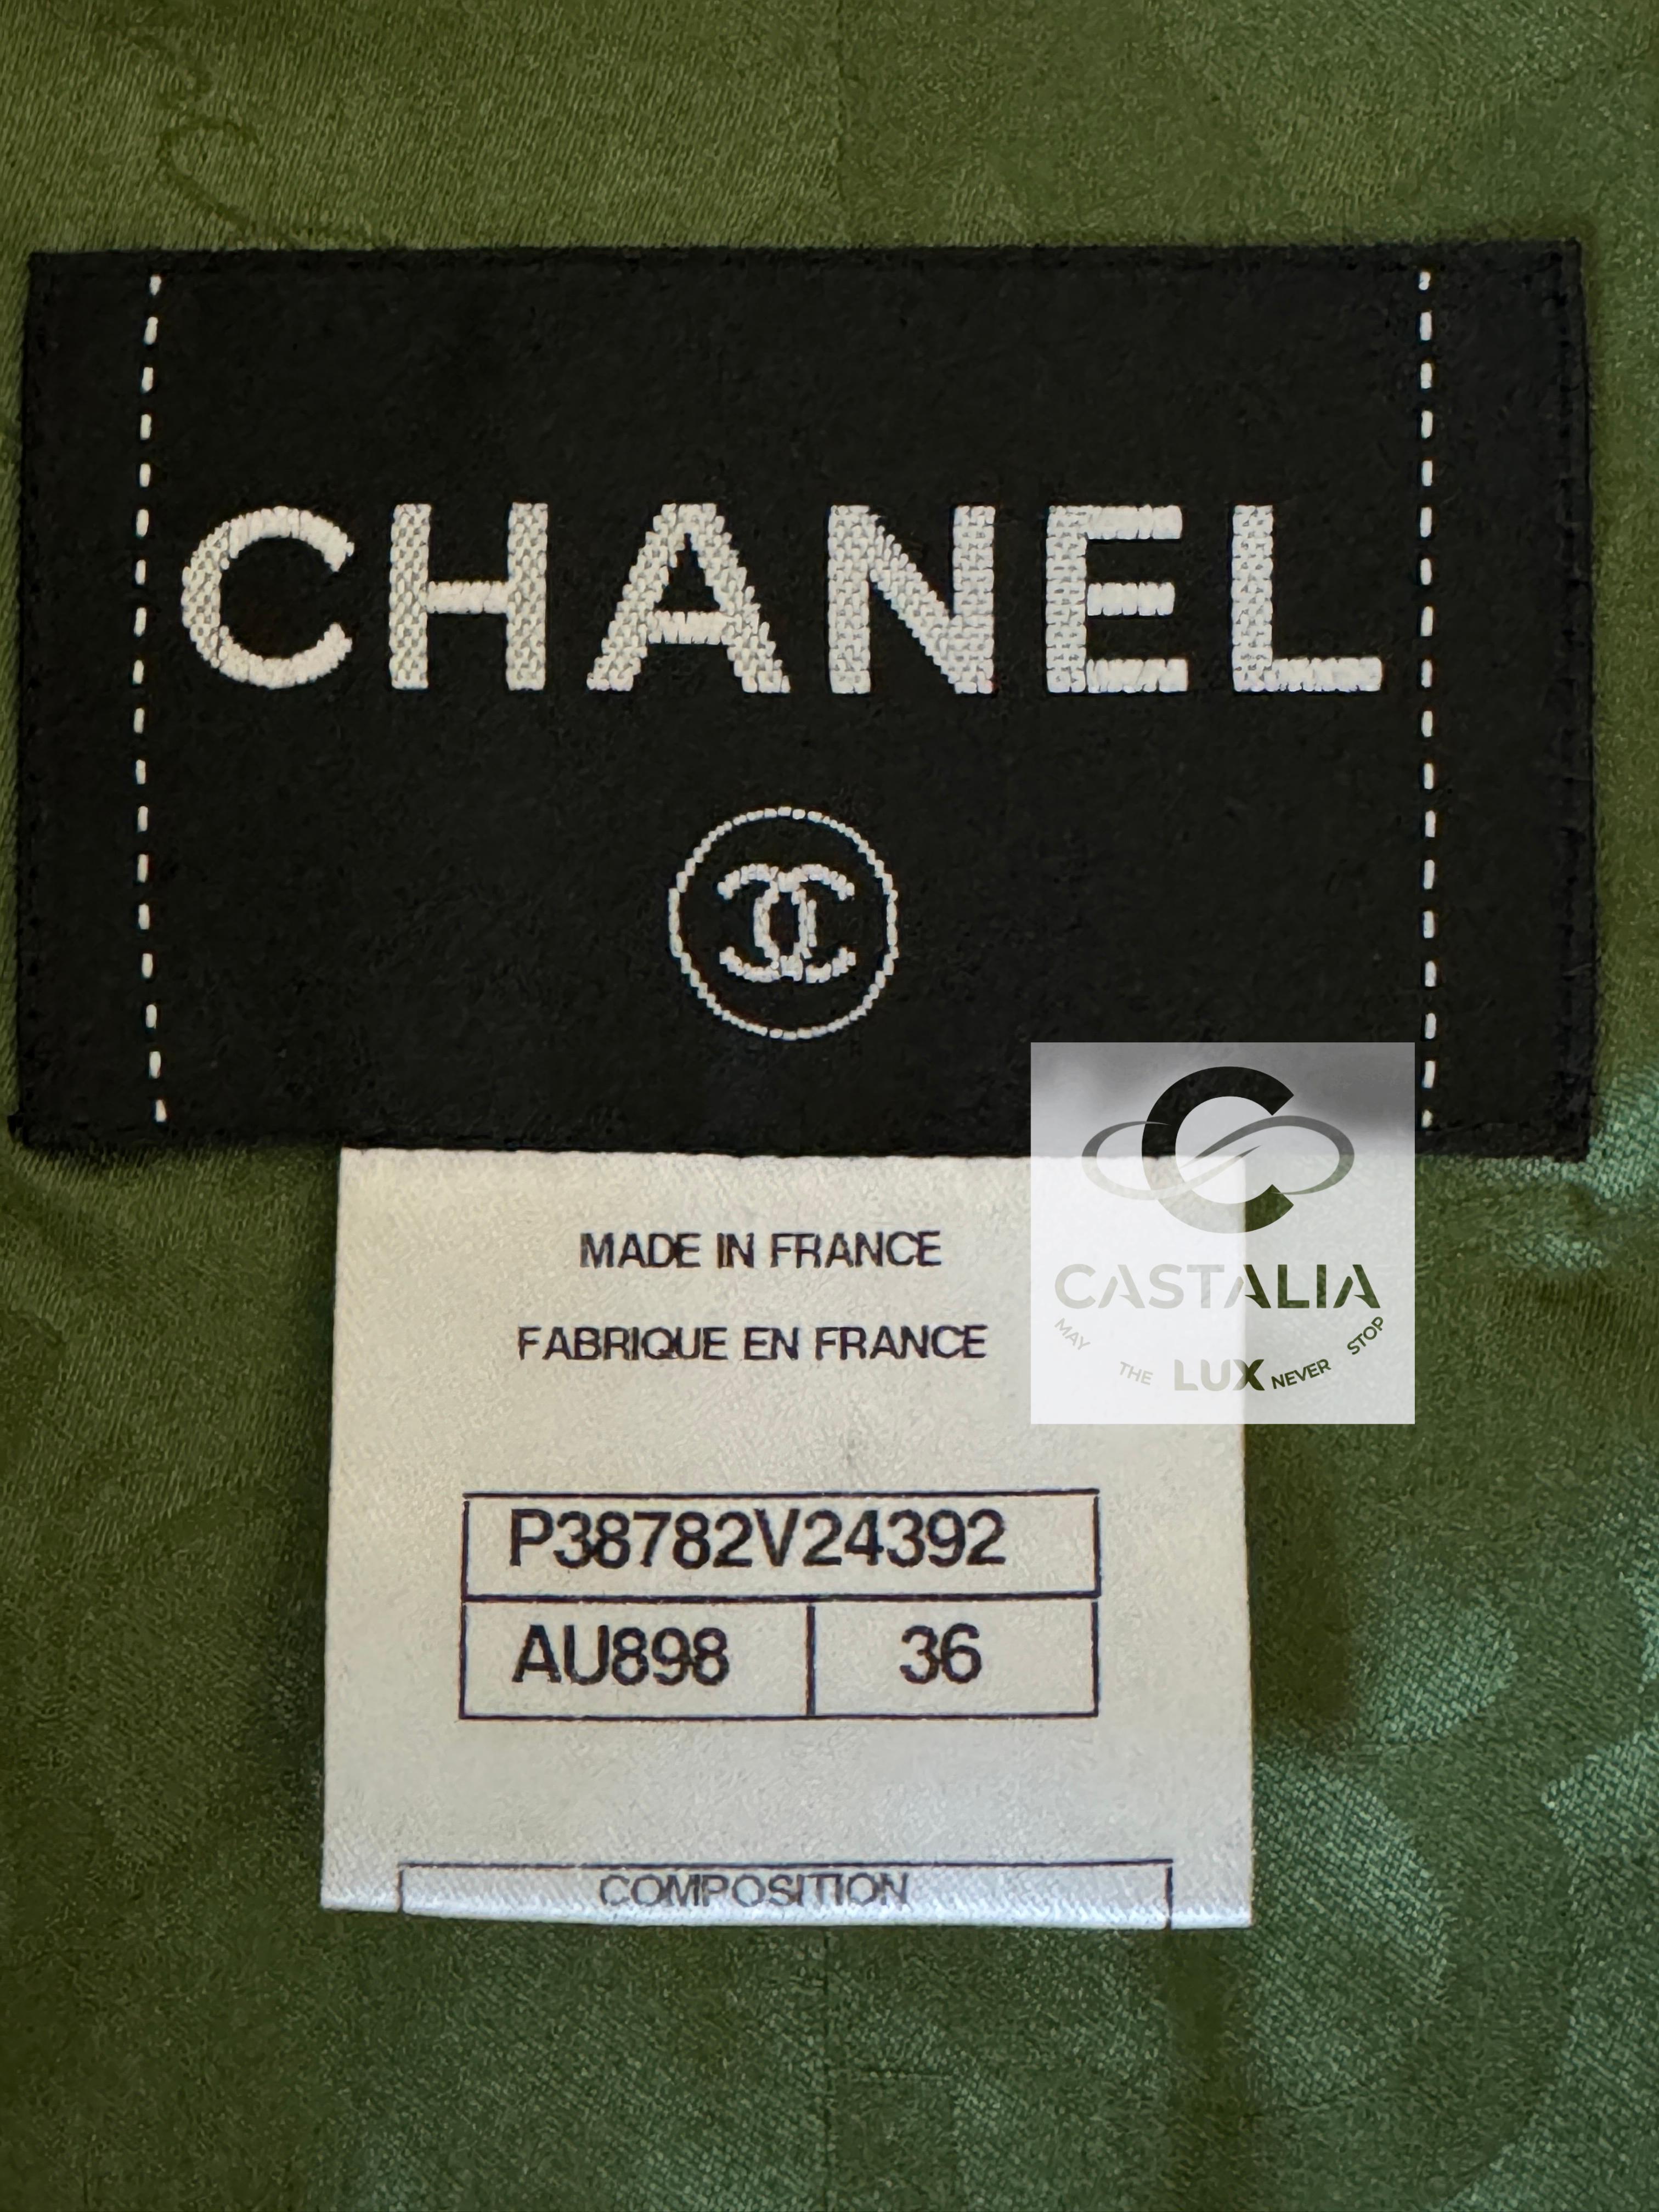 CHANEL
MADE IN FRANCE
FABRIQUE EN FRANCE
CASTALIA
MAY THE LUX NEVER STOP
P38782V24392
AU898 36
COMPOSITION